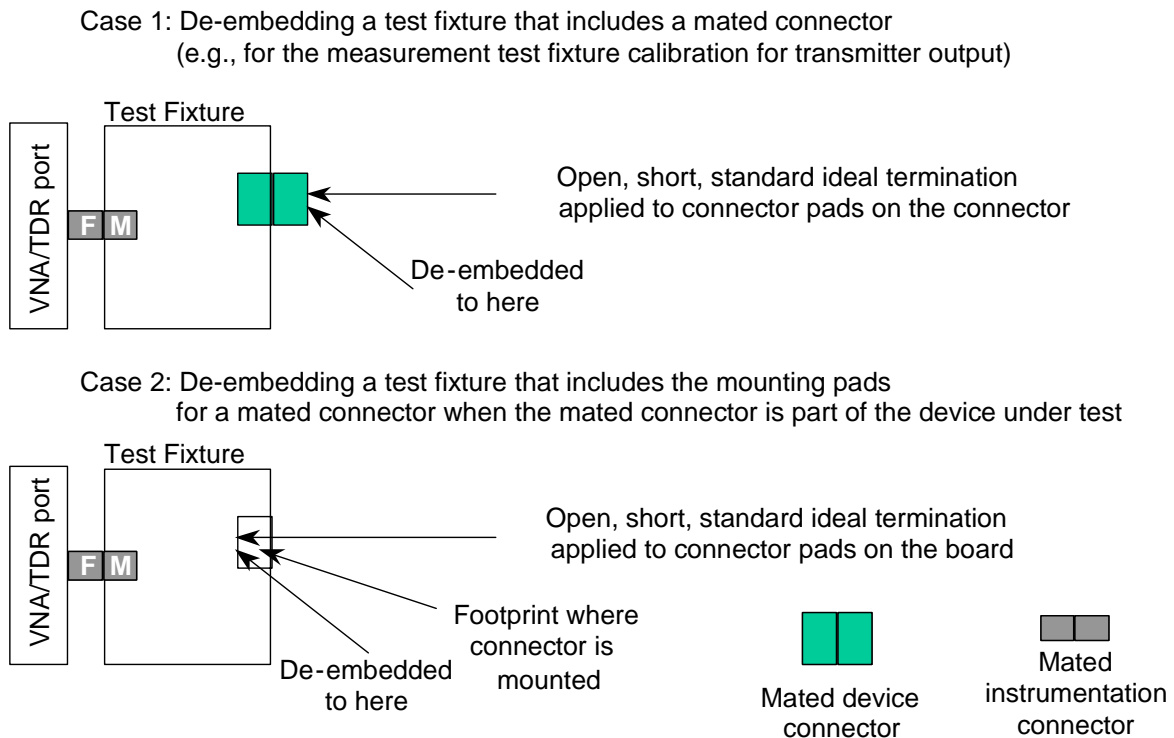 Case 1: De-embedding a test fixture that includes a mated connector
(e.g., for the measurement test fixture calibration for transmitter output)
Test Fixture
VNA/TDR port
F M
Open, short, standard ideal termination
applied to connector pads on the connector
De-embedded
to here
Case 2: De-embedding a test fixture that includes the mounting pads
for a mated connector when the mated connector is part of the device under test
Test Fixture
VNA/TDR port
F M
Open, short, standard ideal termination
applied to connector pads on the board
Footprint where
connector is
mounted
De-embedded
to here
Mated device
connector
Mated
instrumentation
connector